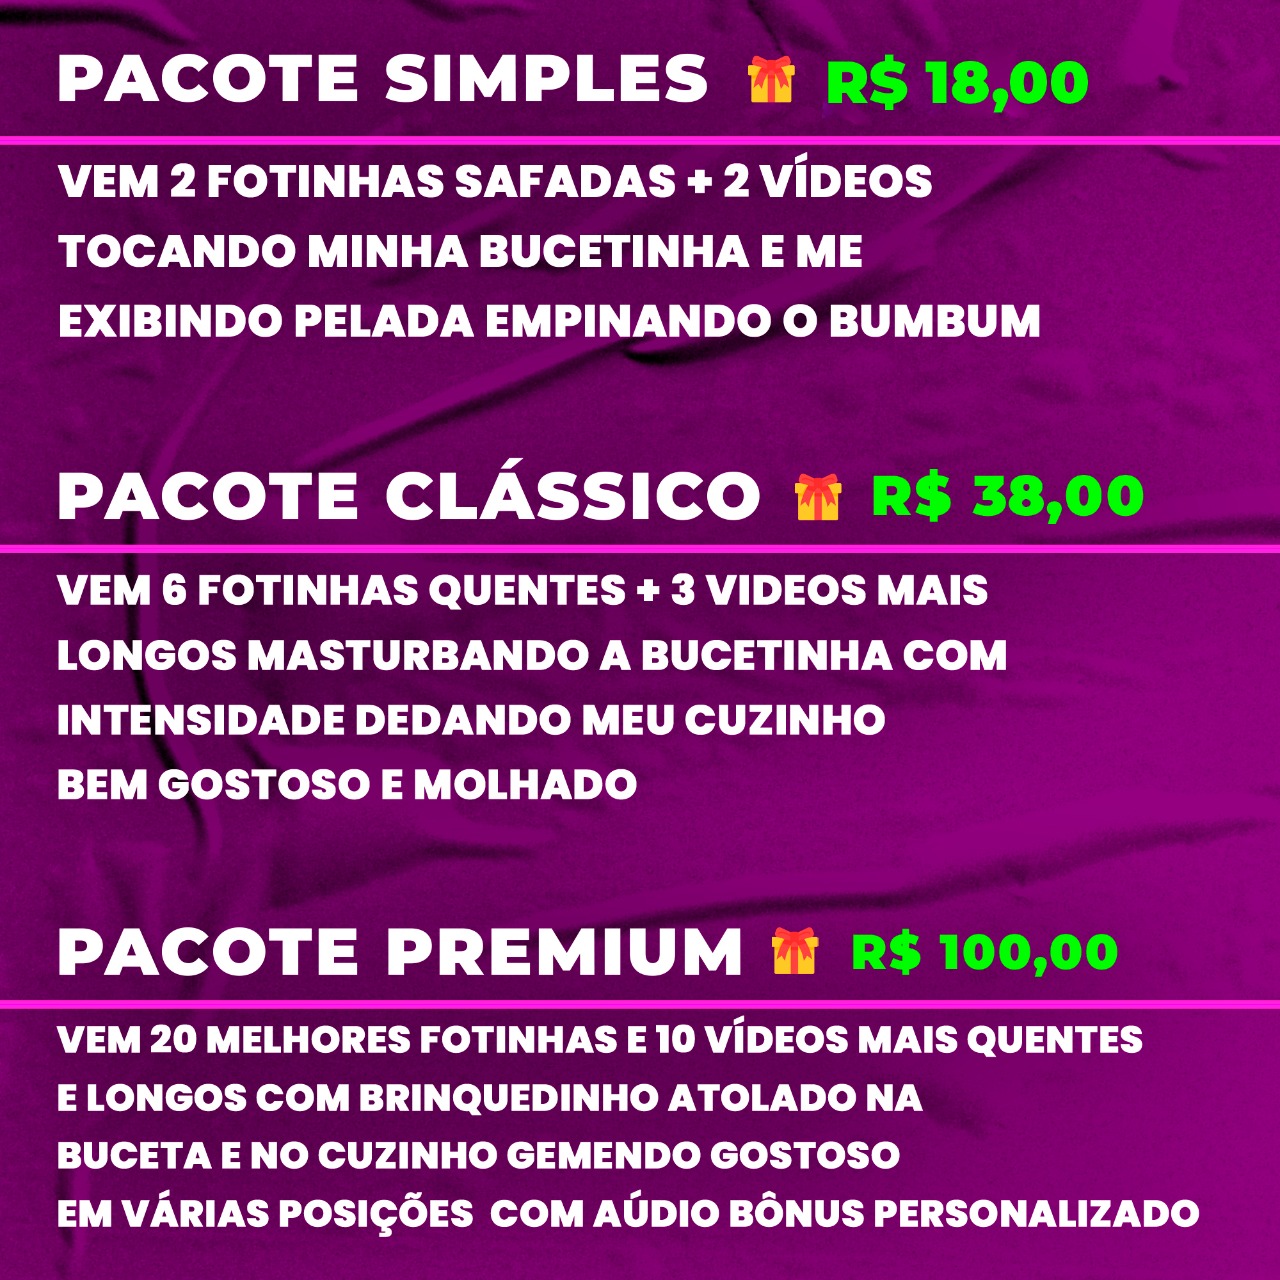 PACOTE SIMPLES 🎁 R$ 18,00
VEM 2 FOTINHAS SAFADAS + 2 VÍDEOS
TOCANDO MINHA BUCETINHA E ME
EXIBINDO PELADA EMPINANDO O BUMBUM
PACOTE CLÁSSICO 🎁 R$ 38,00
VEM 6 FOTINHAS QUENTES + 3 VIDEOS MAIS
LONGOS MASTURBANDO A BUCETINHA COM
INTENSIDADE DEDANDO MEU CUZINHO
BEM GOSTOSO E MOLHADO
PACOTE PREMIUM 🎁 R$ 100,00
VEM 20 MELHORES FOTINHAS E 10 VÍDEOS MAIS QUENTES
E LONGOS COM BRINQUEDINHO ATOLADO NA
BUCETA E NO CUZINHO GEMENDO GOSTOSO
EM VÁRIAS POSIÇÕES COM AÚDIO BÔNUS PERSONALIZADO